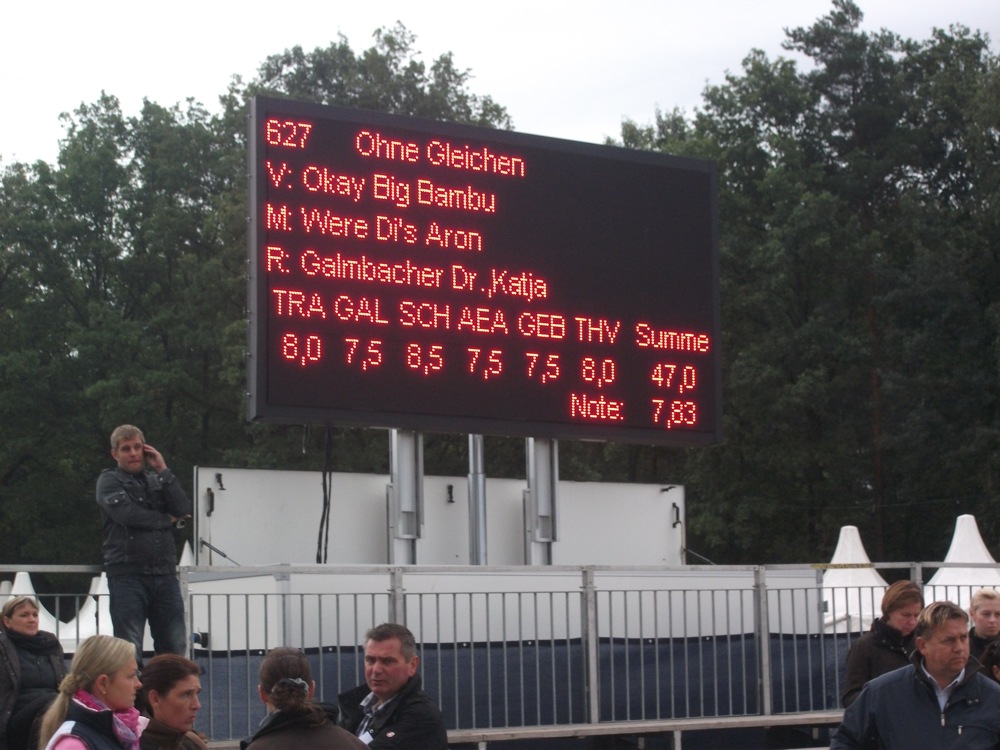 627 Ohne Gleichen
V: Okay Big Bambu
M: Were Di's Aron
R: Galmbacher Dr.,Katja
TRA GAL SCH AEA GEB THV Summe
8,0 7,5 8,5 7,5 7,5 8,0 47,0
Note: 7,83